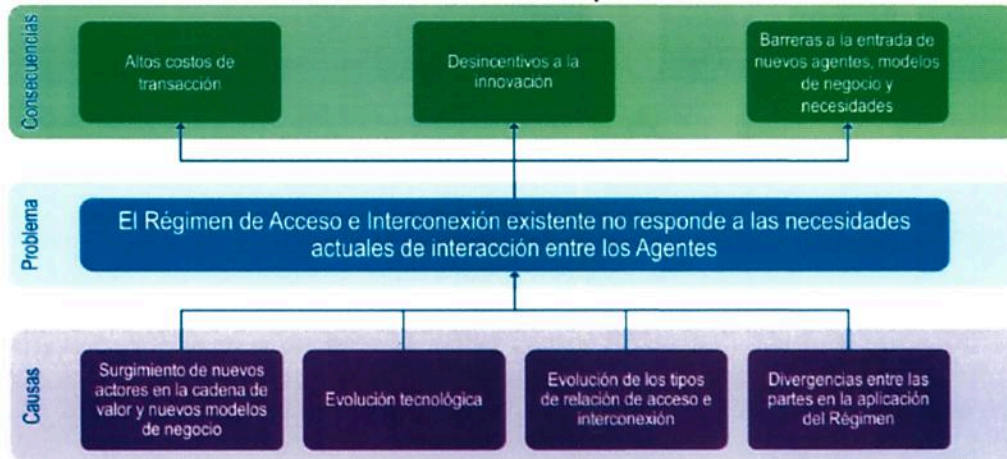 Consecuencias
Altos costos de
transacción
Desincentivos a la
innovación
Barreras a la entrada de
nuevos agentes, modelos
de negocio y
necesidades
Problema
El Régimen de Acceso e Interconexión existente no responde a las necesidades
actuales de interacción entre los Agentes
Causas
Surgimiento de nuevos
actores en la cadena de
valor y nuevos modelos
de negocio
Evolución tecnológica
Evolución de los tipos
de relación de acceso e
interconexión
Divergencias entre las
partes en la aplicación
del Régimen